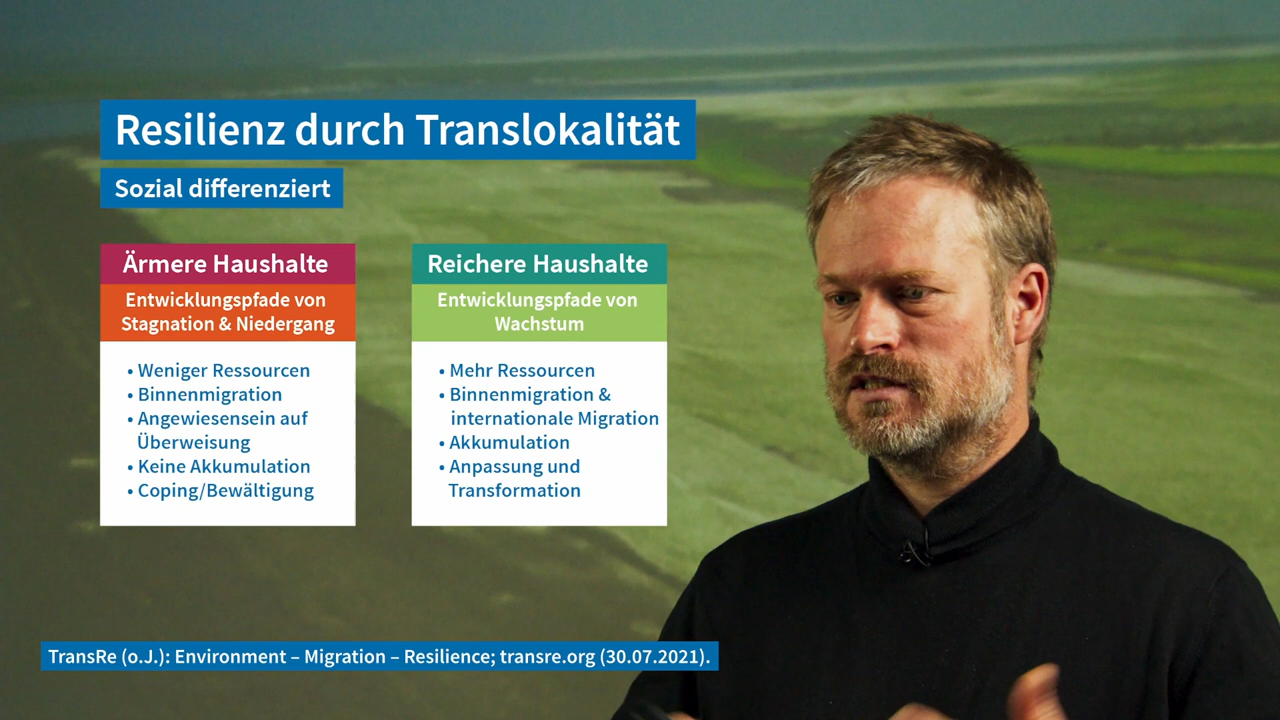 Resilienz durch Translokalität
Sozial differenziert
Ärmere Haushalte
Entwicklungspfade von
Stagnation & Niedergang
• Weniger Ressourcen
• Binnenmigration
• Angewiesensein auf
Überweisung
• Keine Akkumulation
• Coping/Bewältigung
Reichere Haushalte
Entwicklungspfade von
Wachstum
• Mehr Ressourcen
• Binnenmigration &
internationale Migration
• Akkumulation
• Anpassung und
Transformation
TransRe (o.J.): Environment – Migration – Resilience; transre.org (30.07.2021).